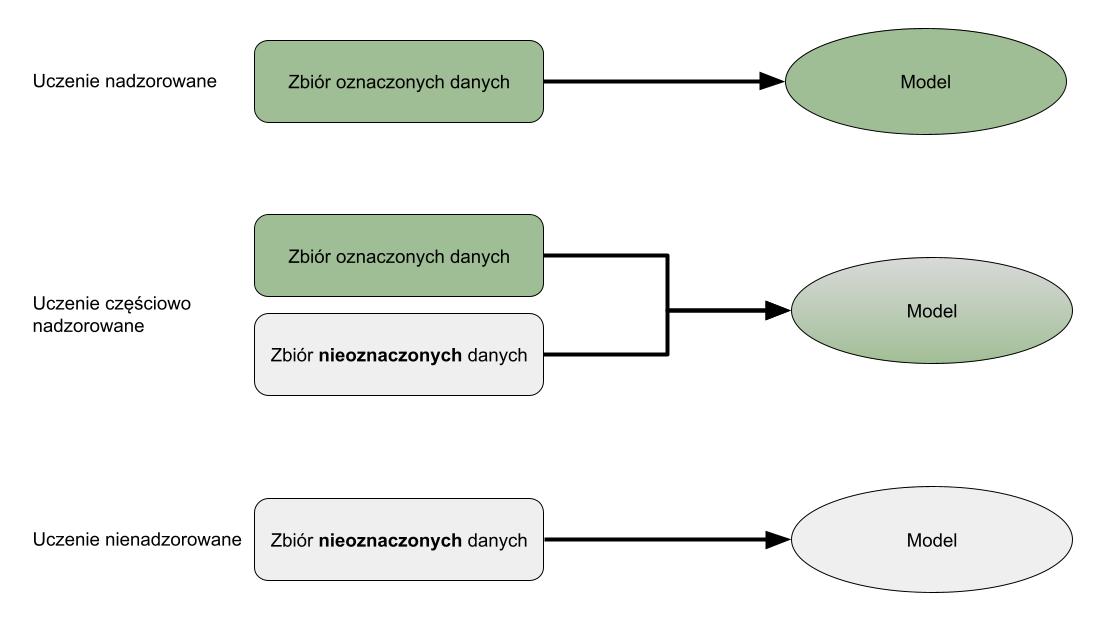 Uczenie nadzorowane
Zbiór oznaczonych danych
Model
Uczenie częściowo
nadzorowane
Zbiór oznaczonych danych
Zbiór nieoznaczonych danych
Model
Uczenie nienadzorowane
Zbiór nieoznaczonych danych
Model